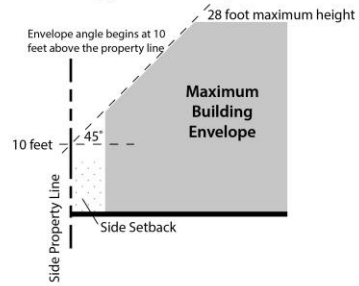 28 foot maximum height
Envelope angle begins at 10
feet above the property line
Maximum
Building
Envelope
45°
10 feet
Side Setback
Side Property Line